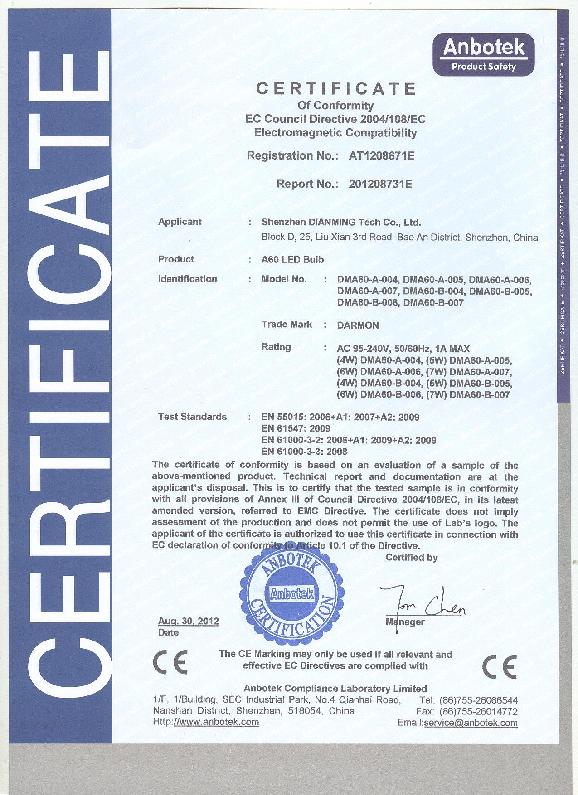 CERTIFICATE
Anbotek
Product Safety
CERTIFICATE
Of Conformity
EC Council Directive 2004/108/EC
Electromagnetic Compatibility
Registration No.: AT1208671E
Report No.: 201208731E
Applicant : Shenzhen DIANMING Tech Co., Ltd.
Block D, 25, Liu Xian 3rd Road Bao An District, Shenzhen, China
Product : A60 LED Bulb
Identification : Model No. : DMA60-A-004, DMA60-A-005, DMA60-A-006,
DMA60-A-007, DMA60-B-004, DMA60-B-005,
DMA60-B-006, DMA60-B-007
Trade Mark : DARMON
Rating : AC 95-240V, 50/60Hz, 1A MAX
(4W) DMA60-A-004, (5W) DMA60-A-005,
(6W) DMA60-A-006, (7W) DMA60-A-007,
(4W) DMA60-B-004, (5W) DMA60-B-005,
(6W) DMA60-B-006, (7W) DMA60-B-007
Test Standards : EN 55015: 2006+A1: 2007+A2: 2009
EN 61547: 2009
EN 61000-3-2: 2006+A1: 2009+A2: 2009
EN 61000-3-3: 2008
The certificate of conformity is based on an evaluation of a sample of the
above-mentioned product. Technical report and documentation are at the
applicant's disposal. This is to certify that the tested sample is in conformity
with all provisions of Annex III of Council Directive 2004/108/EC, in its latest
amended version, referred to EMC Directive. The certificate does not imply
assessment of the production and does not permit the use of Lab's logo. The
applicant of the certificate is authorized to use this certificate in connection with
EC declaration of conformity to Article 10.1 of the Directive.
Certified by
ANBOTEK
Anbotek
CERTIFICATION
Tom Chen
Aug. 30, 2012
Date
Manager
CE
The CE Marking may only be used if all relevant and
effective EC Directives are complied with
CE
Anbotek Compliance Laboratory Limited
1/F, 1/Building, SEC Industrial Park, No.4 Qianhai Road, Tel. (86)755-26066544
Nanshan District, Shenzhen, 518054, China Fax: (86)755-26014772
Http://www.anbotek.com Email:service@anbotek.com